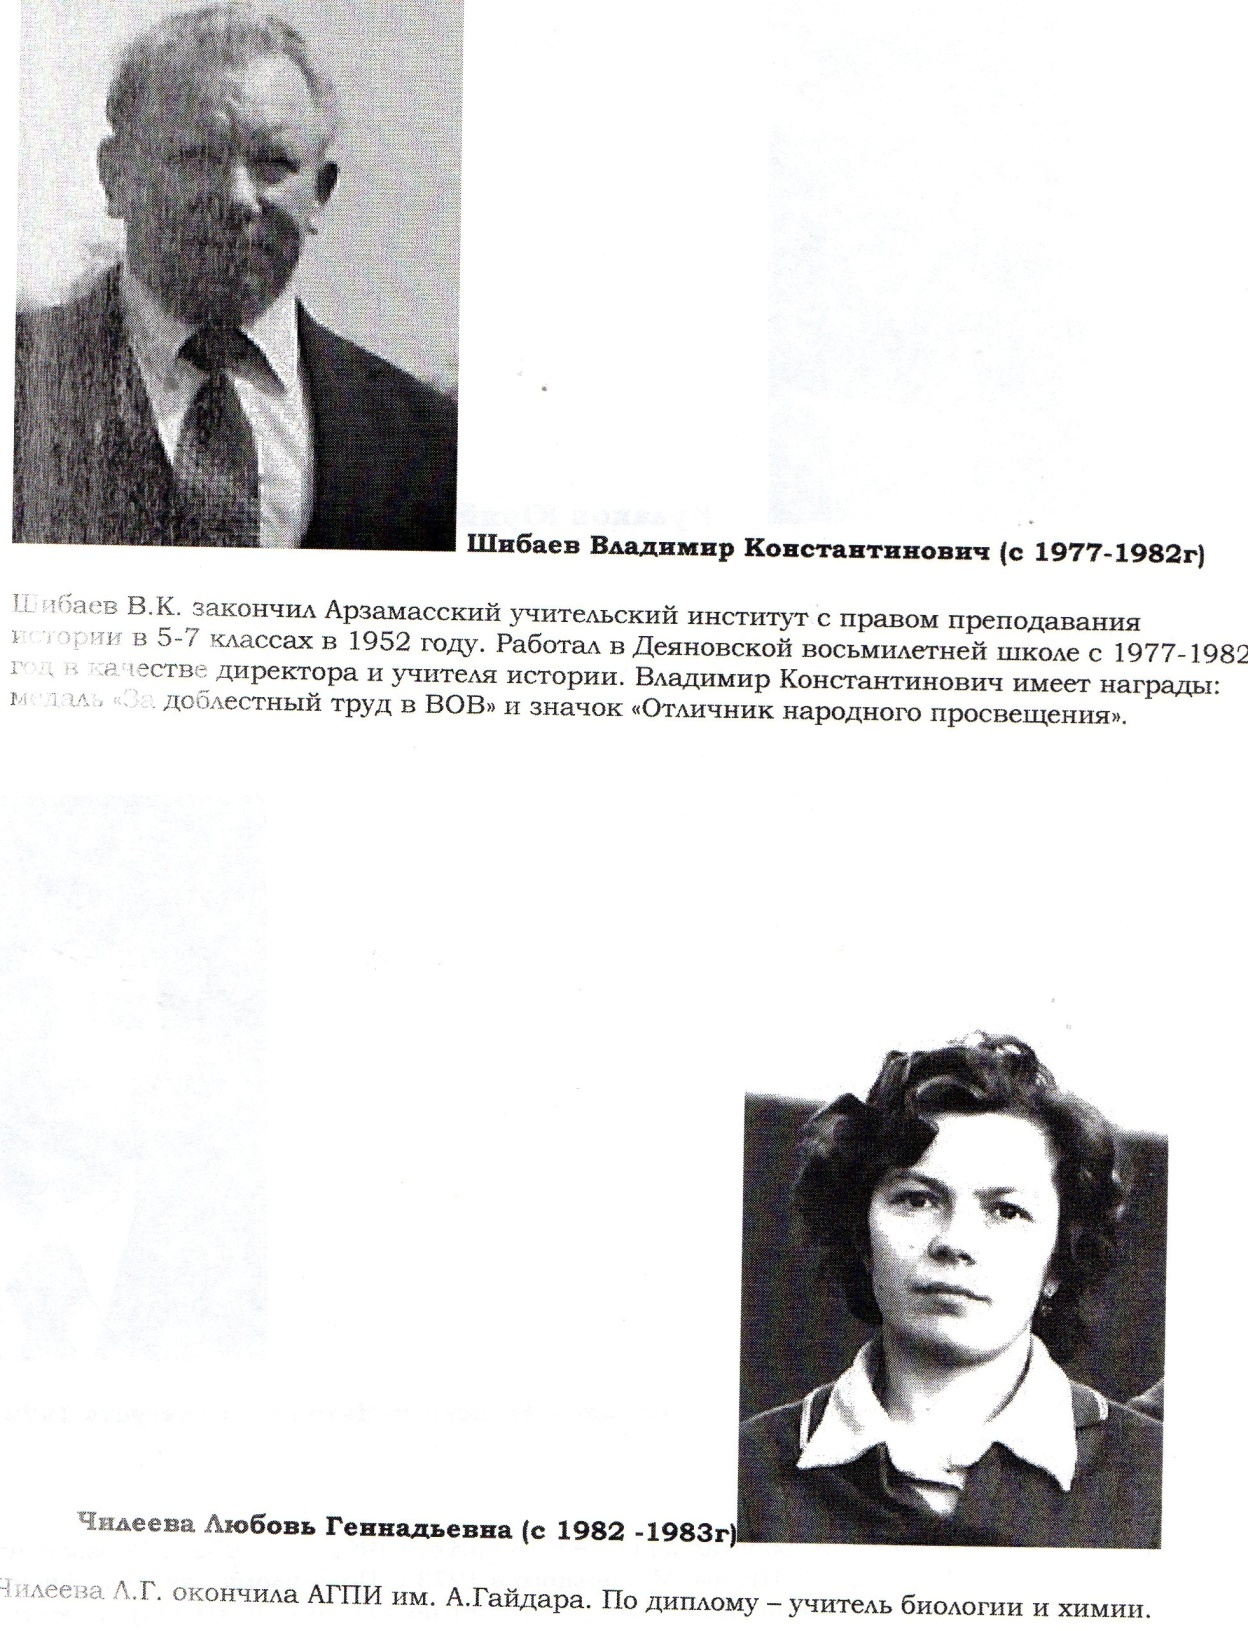 Шибаев Владимир Константинович (с 1977-1982г)
Шибаев В.К. закончил Арзамасский учительский институт с правом преподавания
истории в 5-7 классах в 1952 году. Работал в Деяновской восьмилетней школе с 1977-1982
год в качестве директора и учителя истории. Владимир Константинович имеет награды:
медаль «За доблестный труд в ВОВ» и значок «Отличник народного просвещения».
Чилеева Любовь Геннадьевна (с 1982 -1983г)
Чилеева Л.Г. окончила АГПИ им. А.Гайдара. По диплому – учитель биологии и химии.